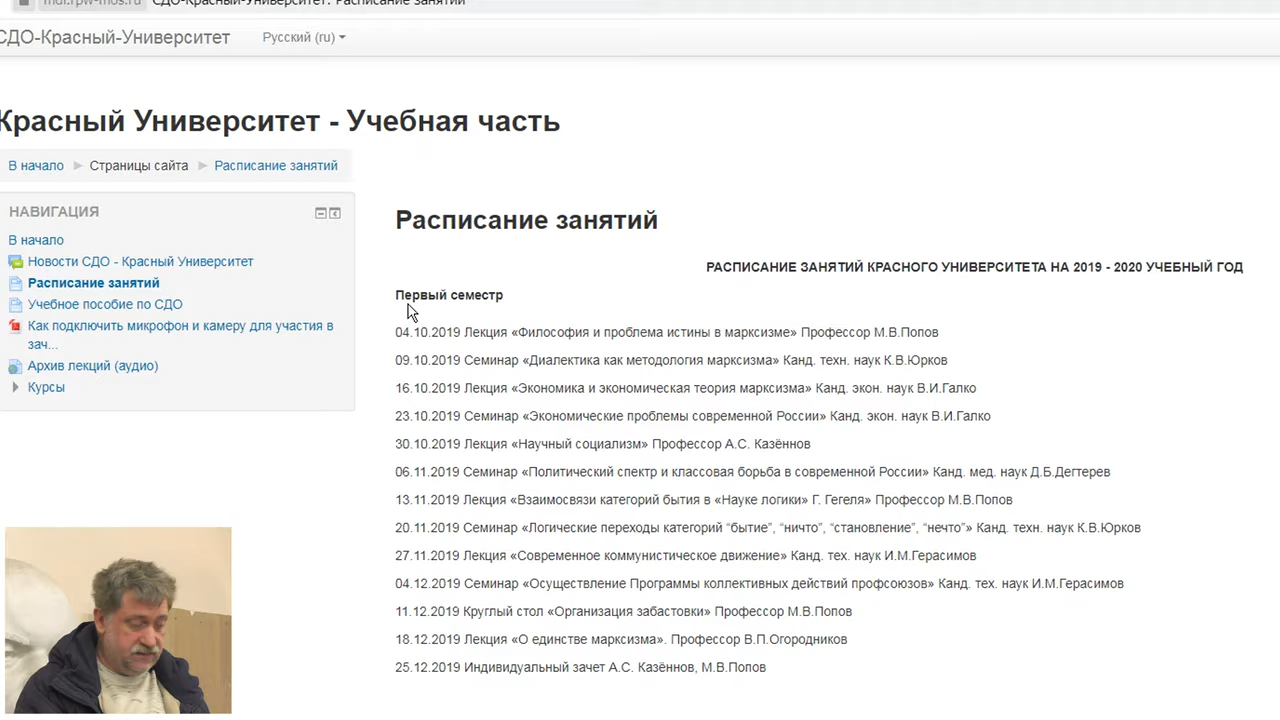 mdl.rpw-mos.ru СДО-Красный-Университет: Расписание занятий
СДО-Красный-Университет Русский (ru)
Красный Университет - Учебная часть
В начало Страницы сайта Расписание занятий
НАВИГАЦИЯ
В начало
Новости СДО - Красный Университет
Расписание занятий
Учебное пособие по СДО
Как подключить микрофон и камеру для участия в
зач...
Архив лекций (аудио)
Курсы
Расписание занятий
РАСПИСАНИЕ ЗАНЯТИЙ КРАСНОГО УНИВЕРСИТЕТА НА 2019 - 2020 УЧЕБНЫЙ ГОД
Первый семестр
04.10.2019 Лекция «Философия и проблема истины в марксизме» Профессор М.В.Попов
09.10.2019 Семинар «Диалектика как методология марксизма» Канд. техн. наук К.В.Юрков
16.10.2019 Лекция «Экономика и экономическая теория марксизма» Канд. экон. наук В.И.Галко
23.10.2019 Семинар «Экономические проблемы современной России» Канд. экон. наук В.И.Галко
30.10.2019 Лекция «Научный социализм» Профессор А.С. Казённов
06.11.2019 Семинар «Политический спектр и классовая борьба в современной России» Канд. мед. наук Д.Б.Дегтерев
13.11.2019 Лекция «Взаимосвязи категорий бытия в «Науке логики» Г. Гегеля» Профессор М.В.Попов
20.11.2019 Семинар «Логические переходы категорий “бытие”, “ничто”, “становление”, “нечто”» Канд. техн. наук К.В.Юрков
27.11.2019 Лекция «Современное коммунистическое движение» Канд. тех. наук И.М.Герасимов
04.12.2019 Семинар «Осуществление Программы коллективных действий профсоюзов» Канд. тех. наук И.М.Герасимов
11.12.2019 Круглый стол «Организация забастовки» Профессор М.В.Попов
18.12.2019 Лекция «О единстве марксизма». Профессор В.П.Огородников
25.12.2019 Индивидуальный зачет А.С. Казённов, М.В.Попов